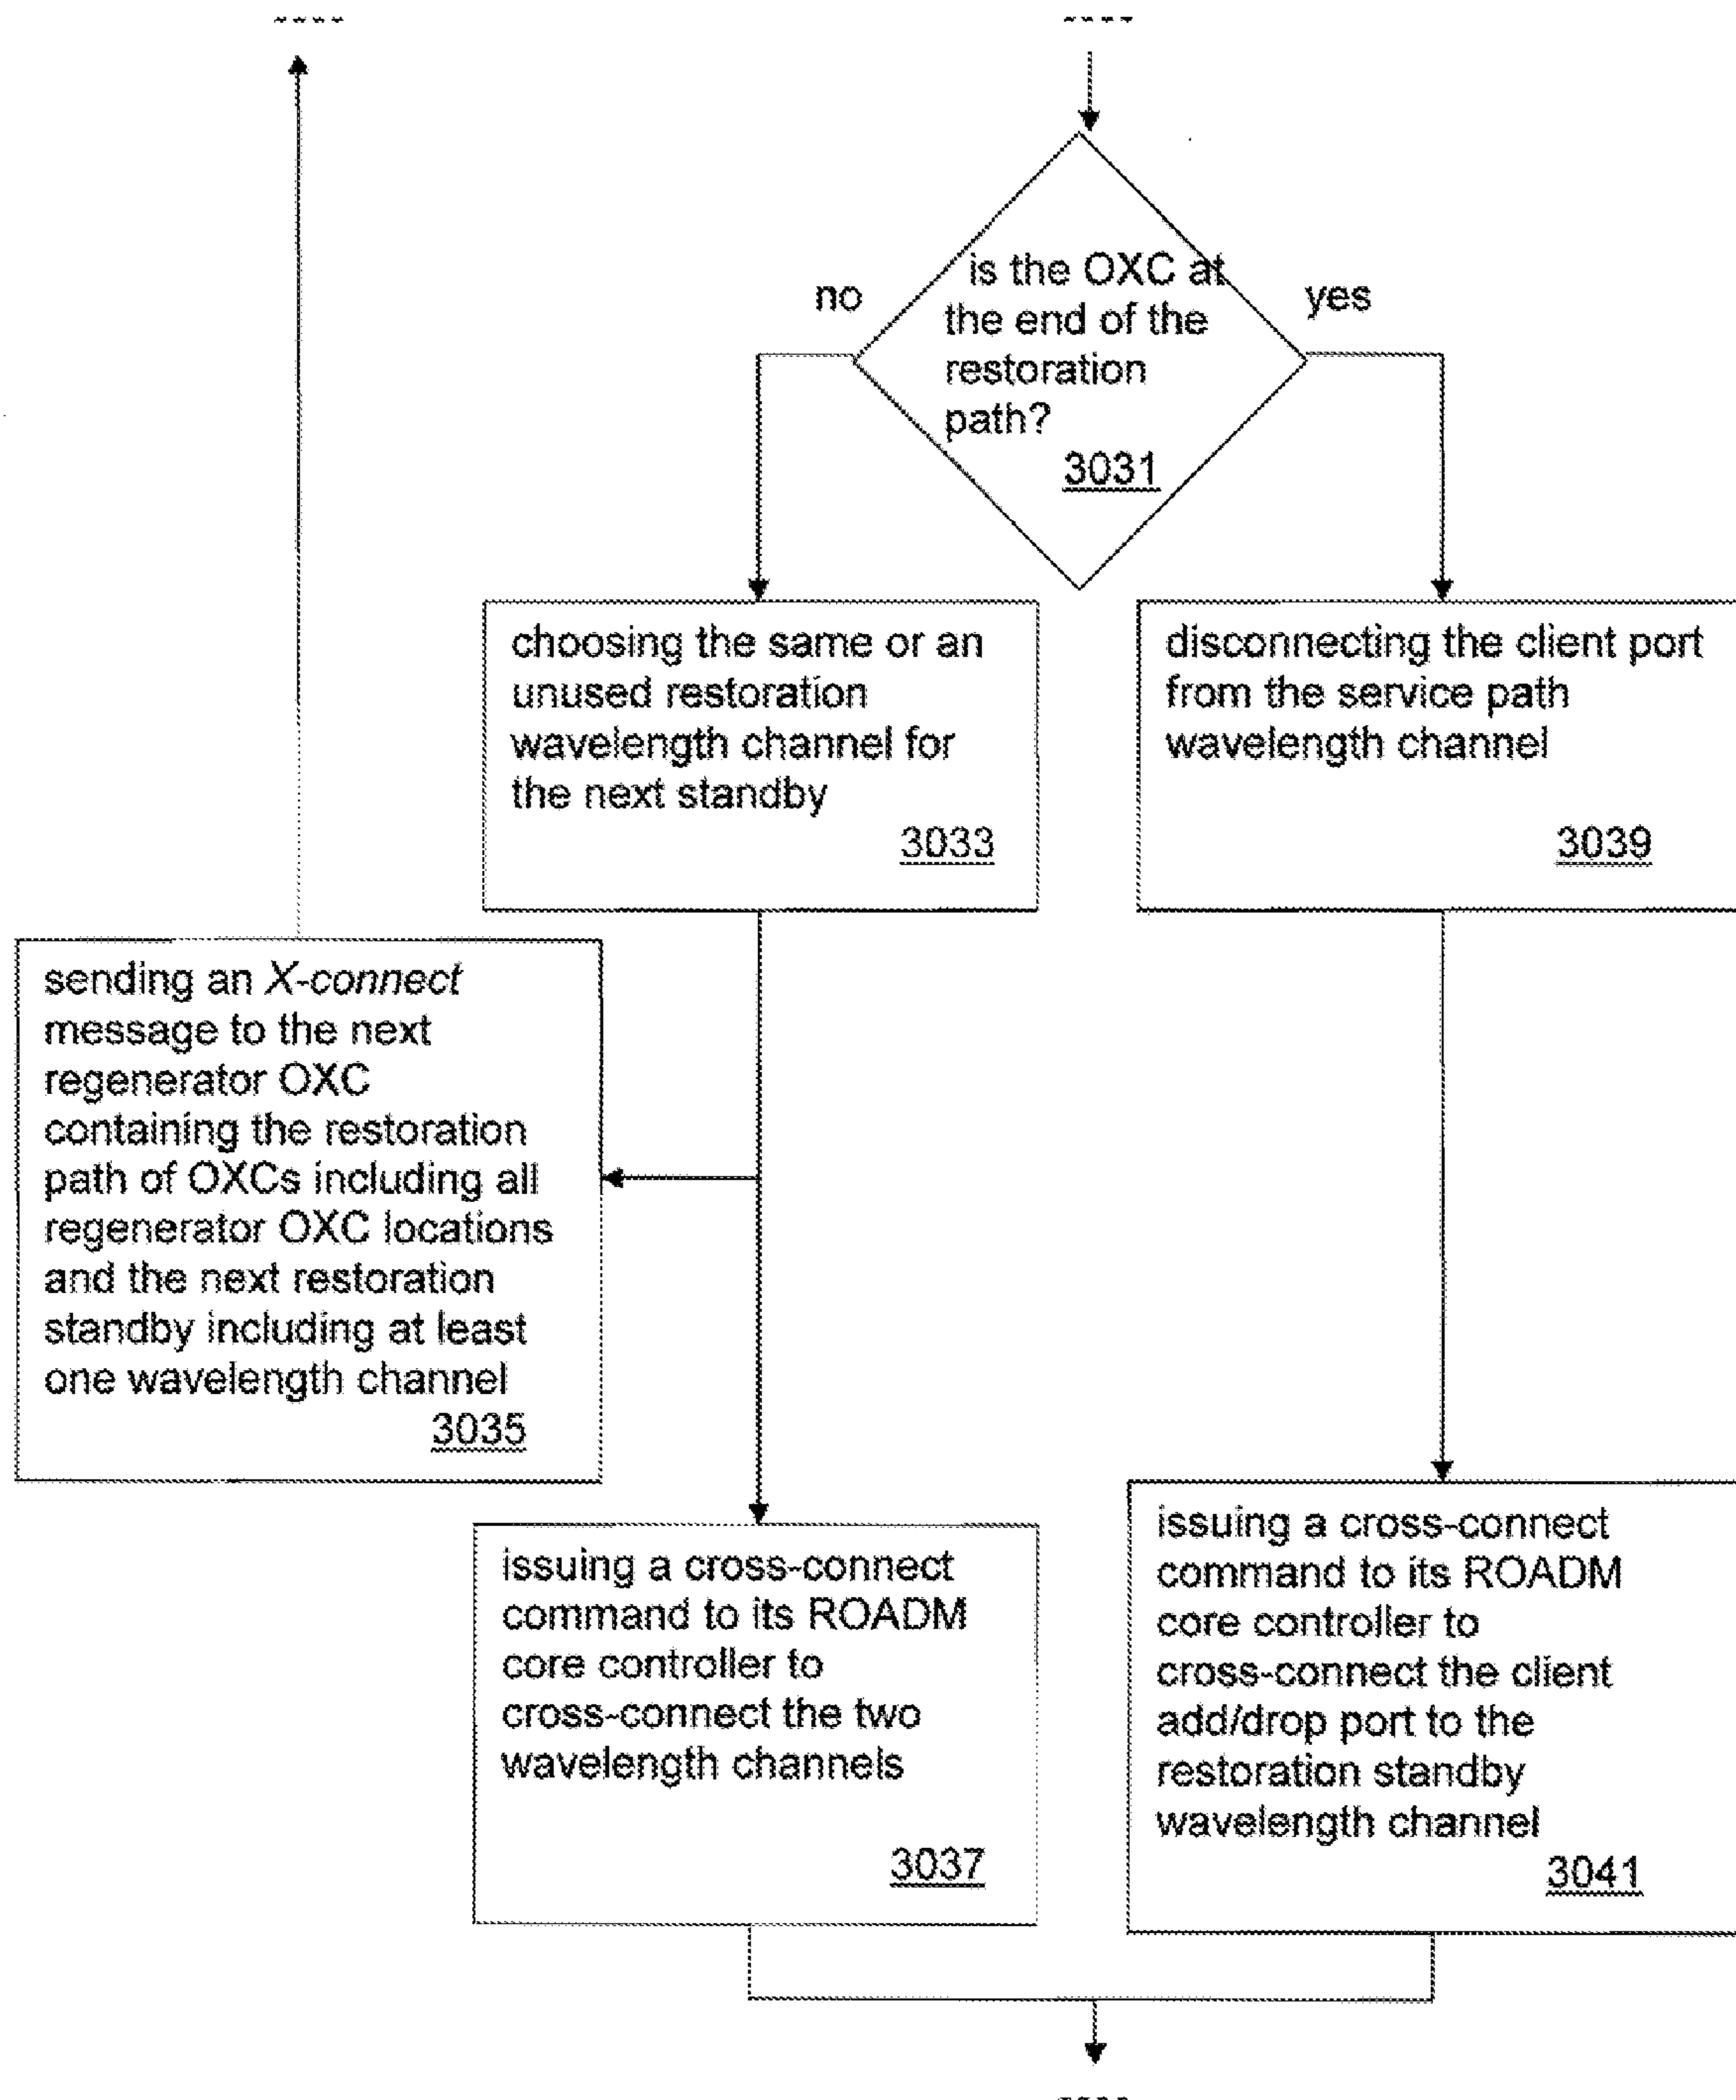 is the OXC at
the end of the
restoration
path?
3031
no
yes
choosing the same or an
unused restoration
wavelength channel for
the next standby
3033
disconnecting the client port
from the service path
wavelength channel
3039
sending an X-connect
message to the next
regenerator OXC
containing the restoration
path of OXCs including all
regenerator OXC locations
and the next restoration
standby including at least
one wavelength channel
3035
issuing a cross-connect
command to its ROADM
core controller to
cross-connect the two
wavelength channels
3037
issuing a cross-connect
command to its ROADM
core controller to
cross-connect the client
add/drop port to the
restoration standby
wavelength channel
3041